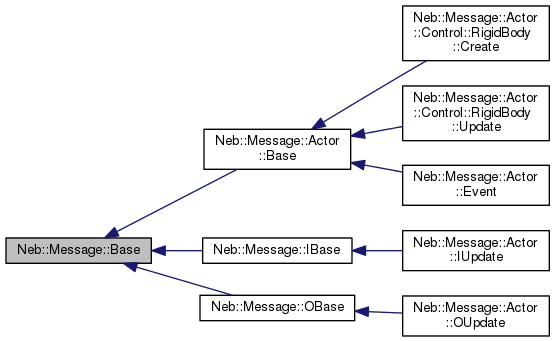 Neb::Message::Actor
::Control::RigidBody
::Create
Neb::Message::Actor
::Control::RigidBody
::Update
Neb::Message::Actor
::Base
Neb::Message::Actor
::Event
Neb::Message::Base
Neb::Message::IBase
Neb::Message::Actor
::IUpdate
Neb::Message::OBase
Neb::Message::Actor
::OUpdate